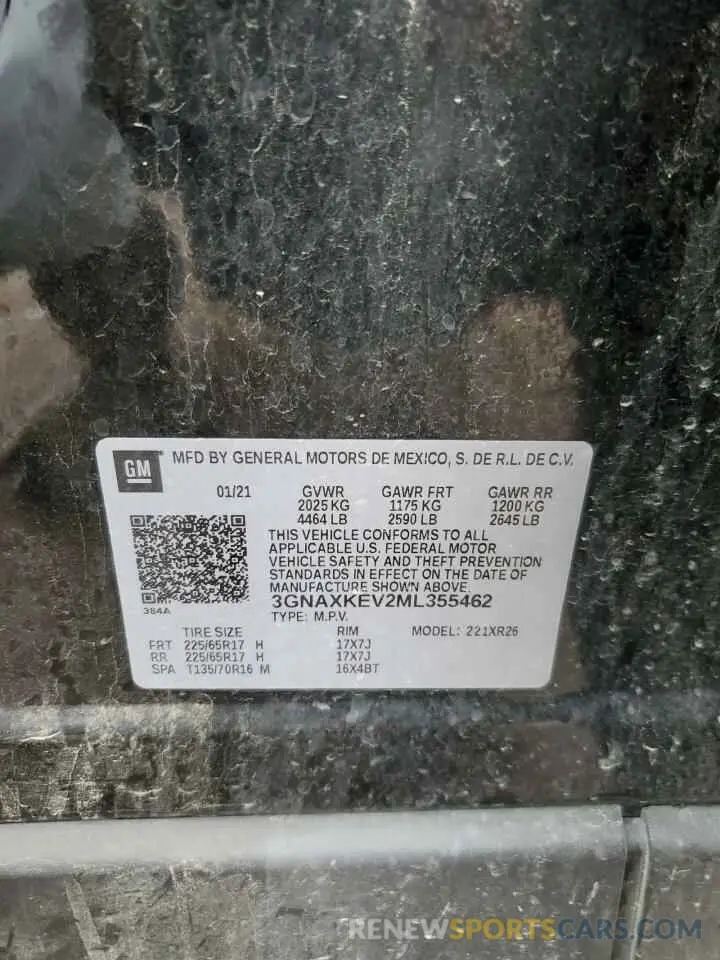 GM
MFD BY GENERAL MOTORS DE MEXICO, S. DE R.L. DE C.V.
01/21 GVWR GAWR FRT GAWR RR
2025 KG 1175 KG 1200 KG
4464 LB 2590 LB 2645 LB
THIS VEHICLE CONFORMS TO ALL
APPLICABLE U.S. FEDERAL MOTOR
VEHICLE SAFETY AND THEFT PREVENTION
STANDARDS IN EFFECT ON THE DATE OF
MANUFACTURE SHOWN ABOVE.
3GNAXKEV2ML355462
384A
TYPE: M.P.V.
TIRE SIZE RIM MODEL: 221XR26
FRT 225/65R17 H 17X7J
RR 225/65R17 H 17X7J
SPA T135/70R16 M 16X4BT
RENEWSPORTSCARS.COM